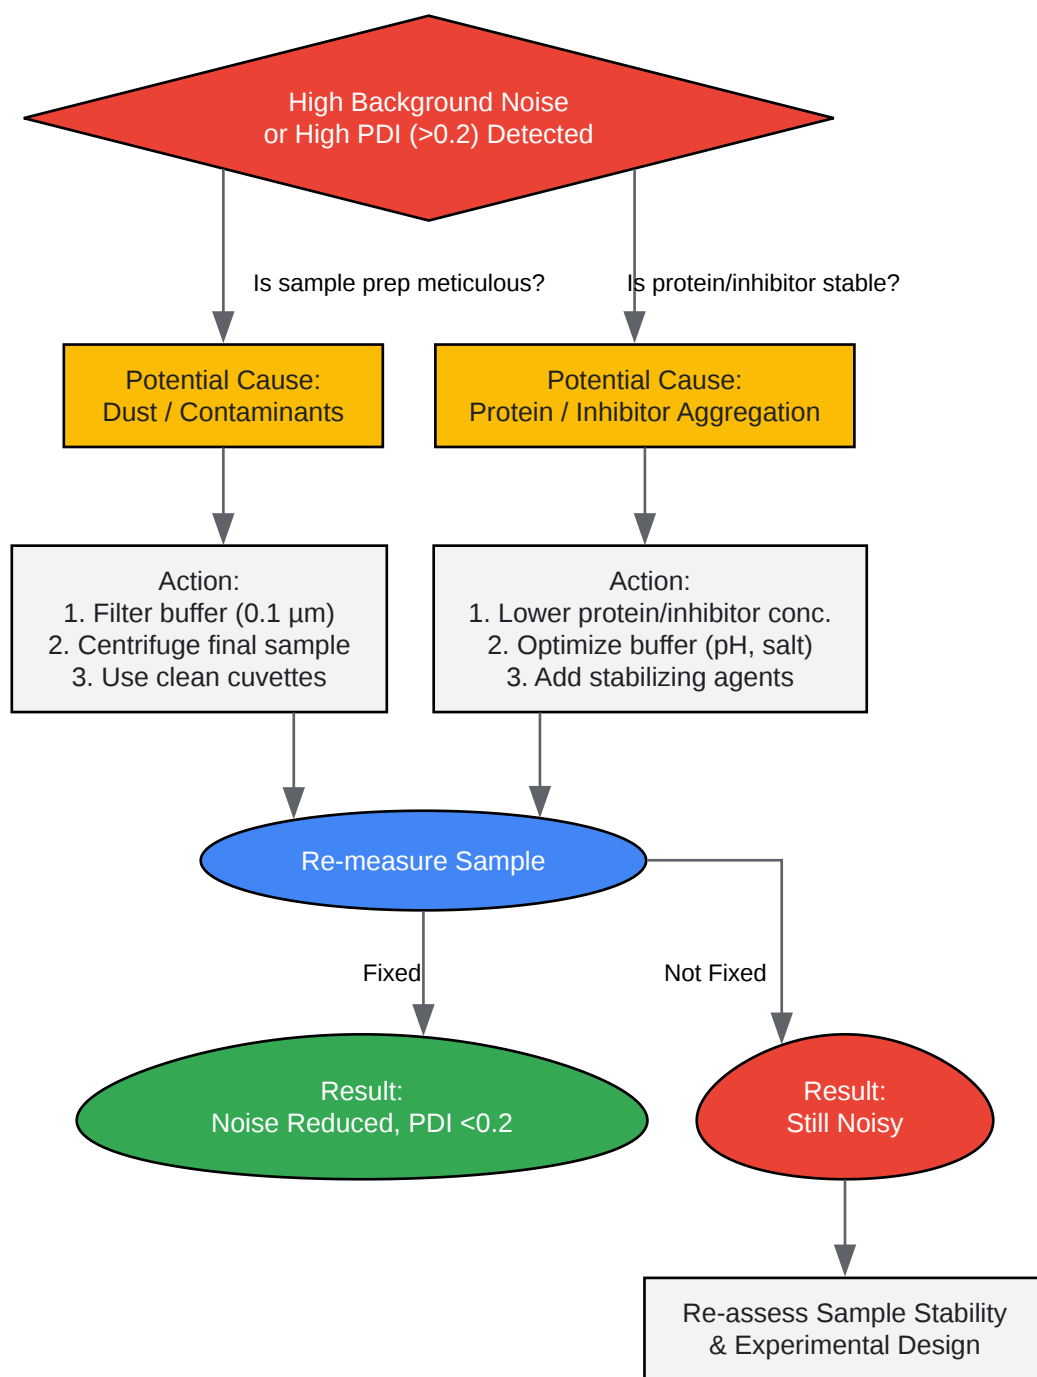 High Background Noise
or High PDI (>0.2) Detected
Is sample prep meticulous?
Is protein/inhibitor stable?
Potential Cause:
Dust / Contaminants
Potential Cause:
Protein / Inhibitor Aggregation
Action:
1. Filter buffer (0.1 µm)
2. Centrifuge final sample
3. Use clean cuvettes
Action:
1. Lower protein/inhibitor conc.
2. Optimize buffer (pH, salt)
3. Add stabilizing agents
Re-measure Sample
Fixed
Not Fixed
Result:
Noise Reduced, PDI <0.2
Result:
Still Noisy
Re-assess Sample Stability
& Experimental Design